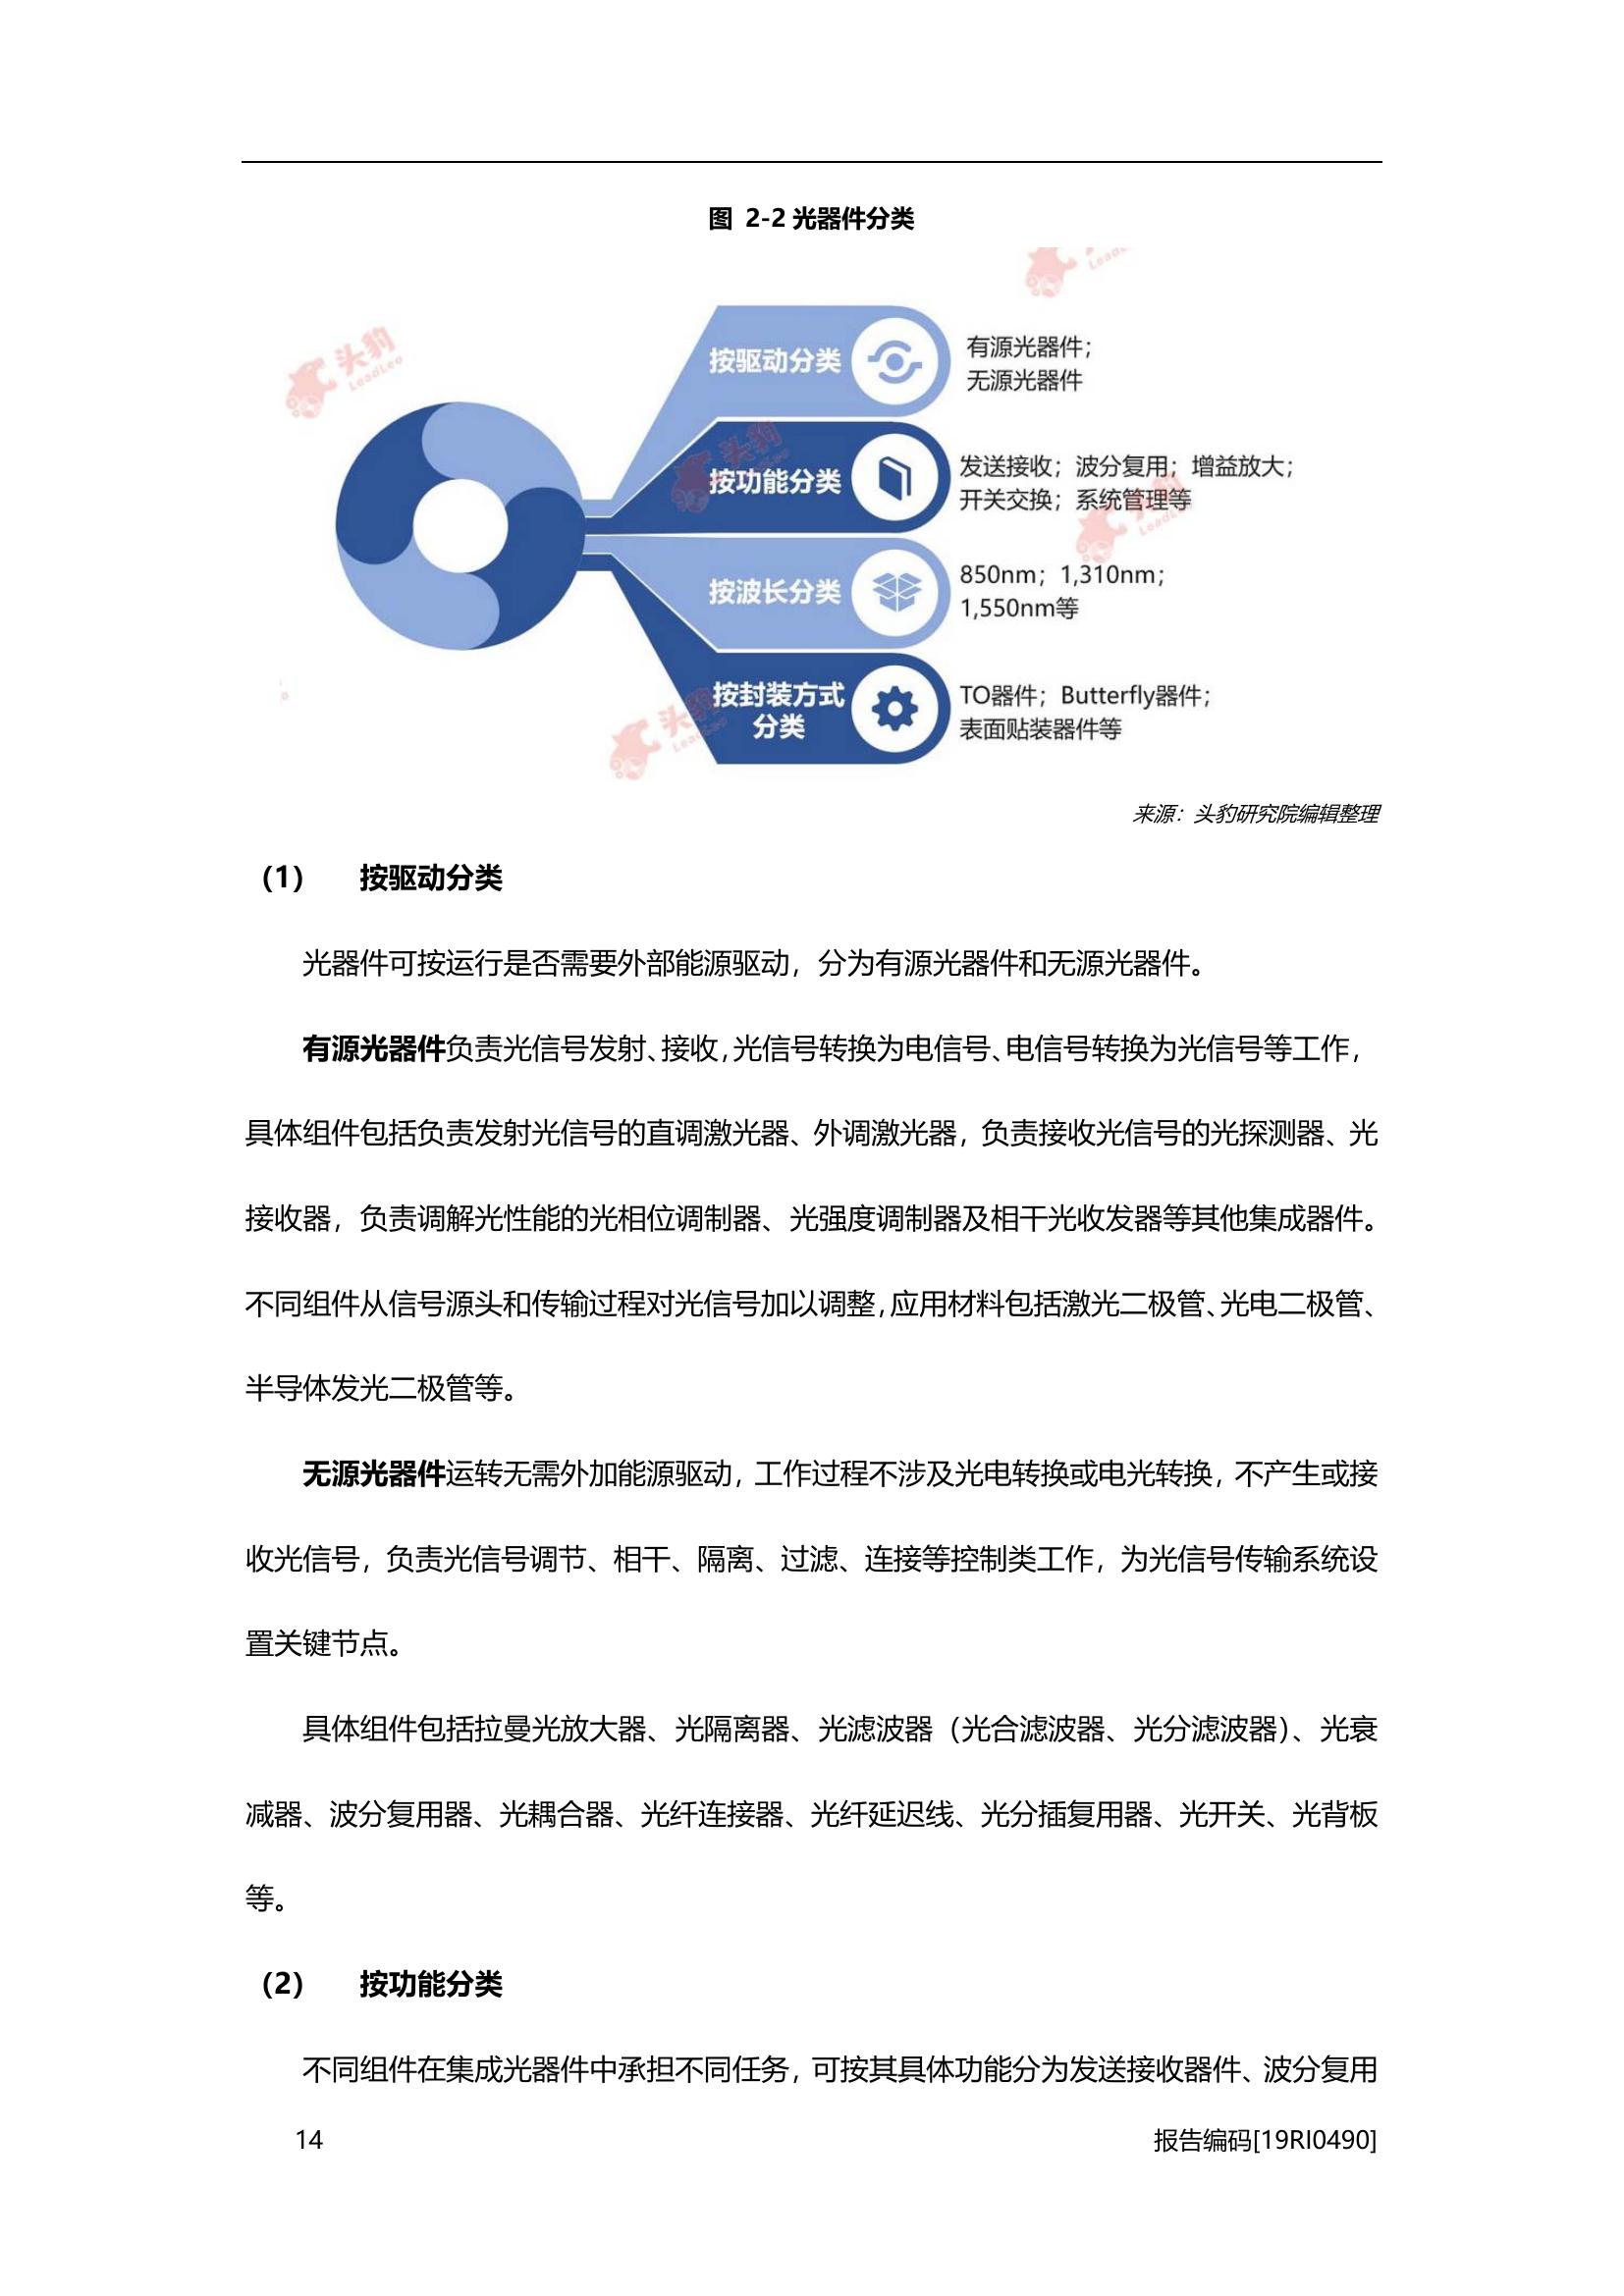 图 2-2 光器件分类
头豹
LeadLeo
按驱动分类
有源光器件；
无源光器件
按功能分类
发送接收；波分复用；增益放大；
开关交换；系统管理等
按波长分类
850nm；1,310nm；
1,550nm等
按封装方式
分类
TO器件；Butterfly器件；
表面贴装器件等
来源：头豹研究院编辑整理
（1） 按驱动分类
光器件可按运行是否需要外部能源驱动，分为有源光器件和无源光器件。
有源光器件负责光信号发射、接收，光信号转换为电信号、电信号转换为光信号等工作，
具体组件包括负责发射光信号的直调激光器、外调激光器，负责接收光信号的光探测器、光
接收器，负责调解光性能的光相位调制器、光强度调制器及相干光收发器等其他集成器件。
不同组件从信号源头和传输过程对光信号加以调整，应用材料包括激光二极管、光电二极管、
半导体发光二极管等。
无源光器件运转无需外加能源驱动，工作过程不涉及光电转换或电光转换，不产生或接
收光信号，负责光信号调节、相干、隔离、过滤、连接等控制类工作，为光信号传输系统设
置关键节点。
具体组件包括拉曼光放大器、光隔离器、光滤波器（光合滤波器、光分滤波器）、光衰
减器、波分复用器、光耦合器、光纤连接器、光纤延迟线、光分插复用器、光开关、光背板
等。
（2） 按功能分类
不同组件在集成光器件中承担不同任务，可按其具体功能分为发送接收器件、波分复用
14
报告编码[19RI0490]